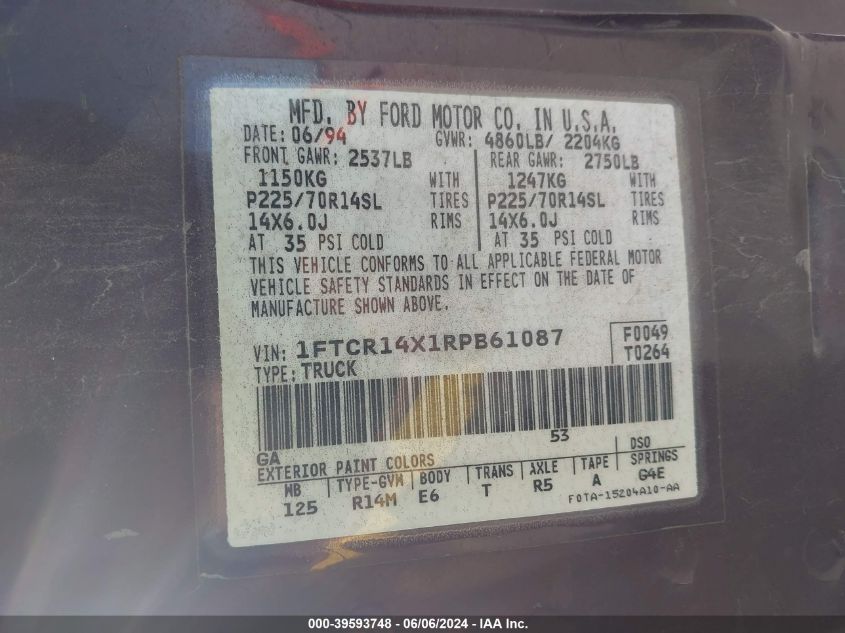 MFD. BY FORD MOTOR CO. IN U.S.A.
DATE: 06/94 GVWR: 4860LB/ 2204KG
FRONT GAWR: 2537LB REAR GAWR: 2750LB
1150KG WITH 1247KG WITH
P225/70R14SL TIRES P225/70R14SL TIRES
14X6.0J RIMS 14X6.0J RIMS
AT 35 PSI COLD AT 35 PSI COLD
THIS VEHICLE CONFORMS TO ALL APPLICABLE FEDERAL MOTOR
VEHICLE SAFETY STANDARDS IN EFFECT ON THE DATE OF
MANUFACTURE SHOWN ABOVE.
VIN: 1FTCR14X1RPB61087 F0049
TYPE: TRUCK T0264
GA 53
EXTERIOR PAINT COLORS DSO
WB TYPE-GVM BODY TRANS AXLE TAPE SPRINGS
125 R14M E6 T R5 A G4E
F0TA-15204A10-AA
000-39593748 - 06/06/2024 - IAA Inc.